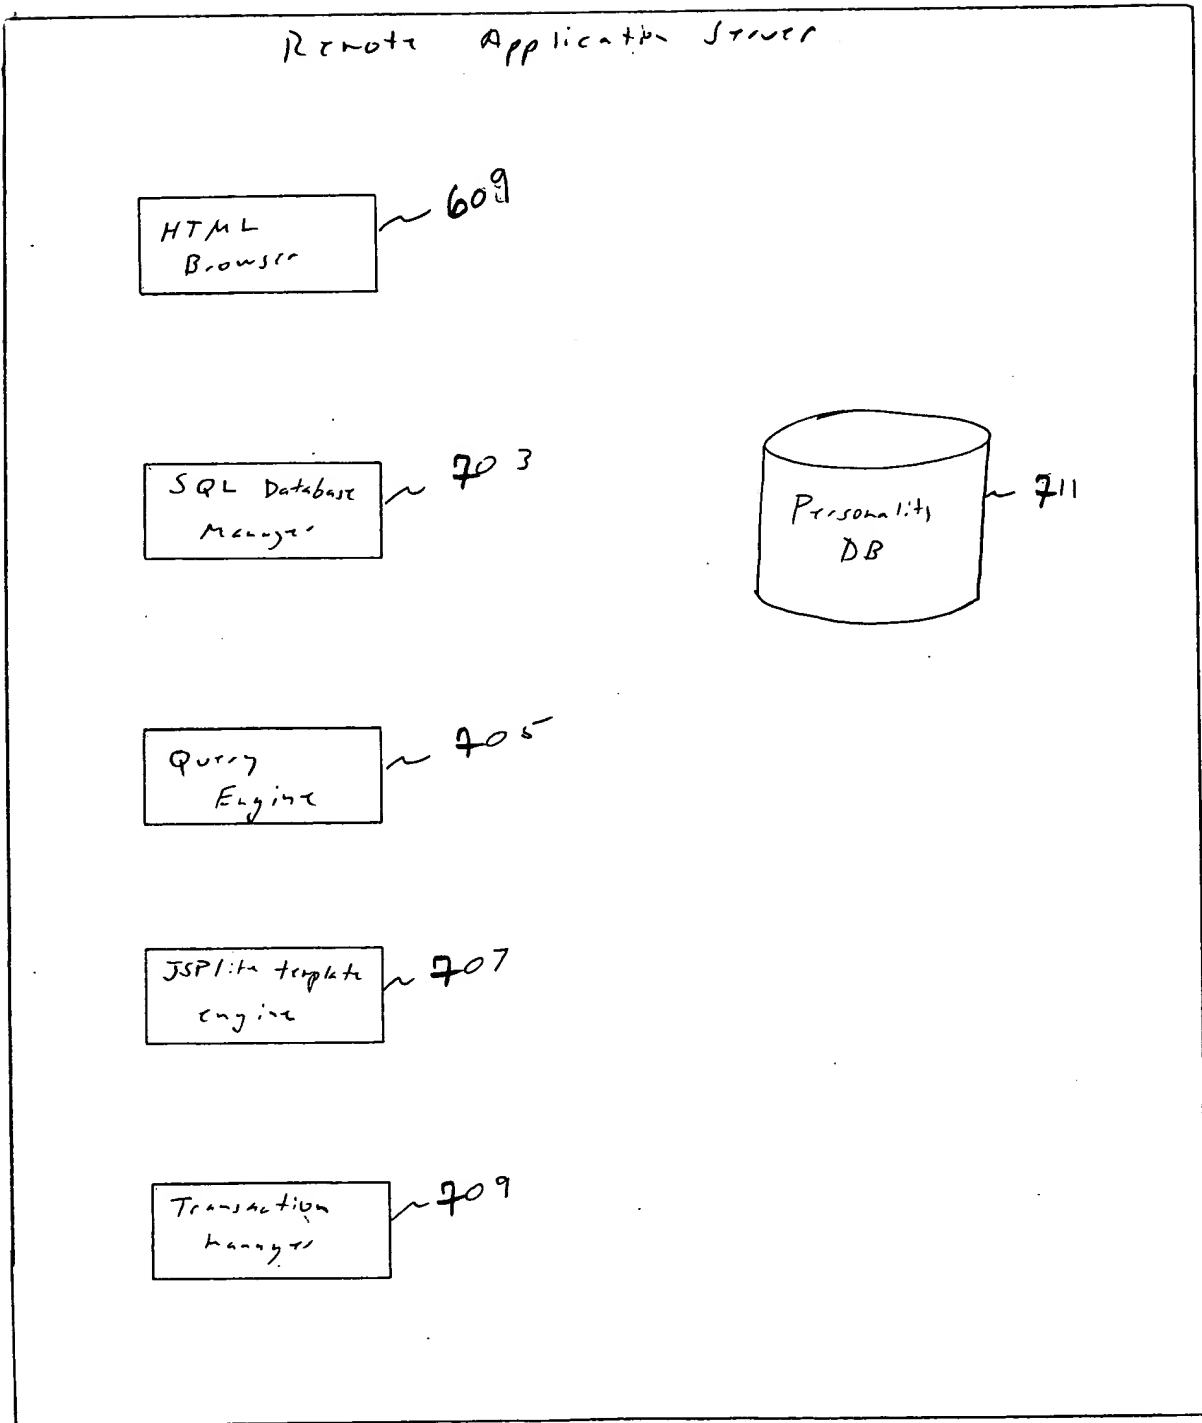 Remote Application Server
HTML
Browser
609
SQL Database
Manager
703
Personality
DB
711
Query
Engine
705
JSPlite template
engine
707
Transaction
Manager
709